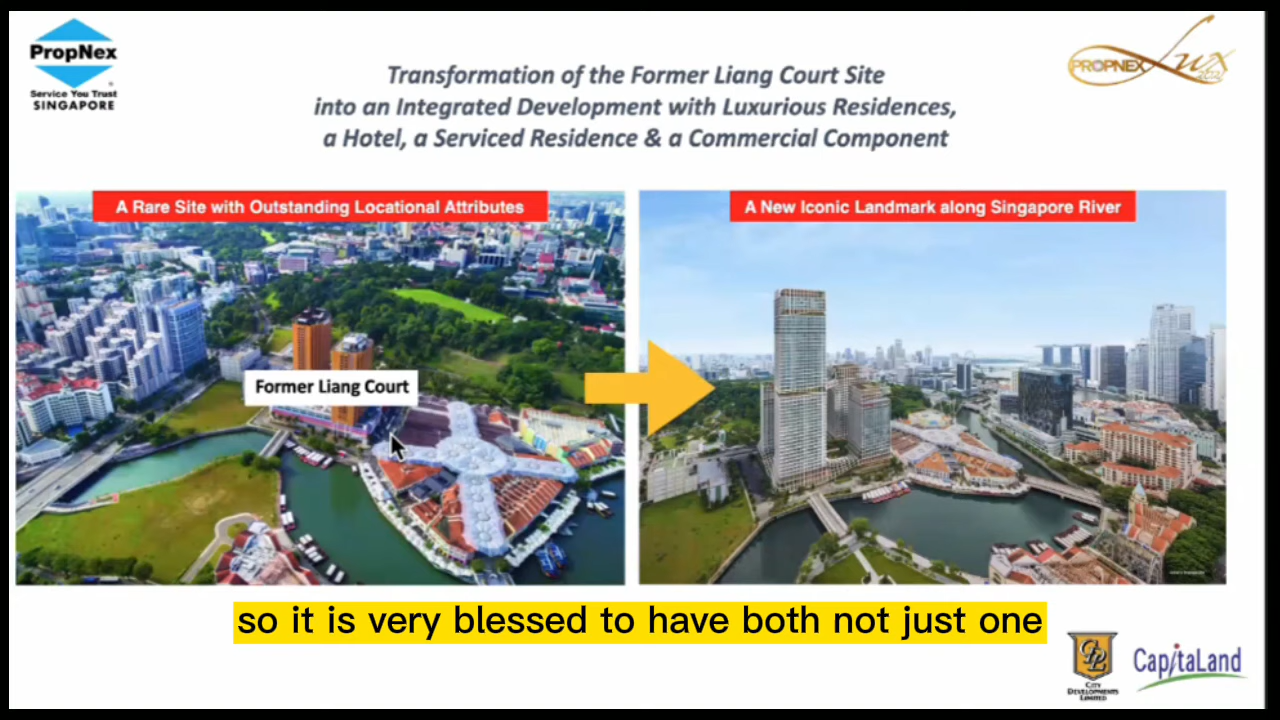 PropNex
Service You Trust
SINGAPORE
PROPNEX Lux
Transformation of the Former Liang Court Site
into an Integrated Development with Luxurious Residences,
a Hotel, a Serviced Residence & a Commercial Component
A Rare Site with Outstanding Locational Attributes
A New Iconic Landmark along Singapore River
Former Liang Court
so it is very blessed to have both not just one
CDL
CITY
DEVELOPMENTS
LIMITED
CapitaLand